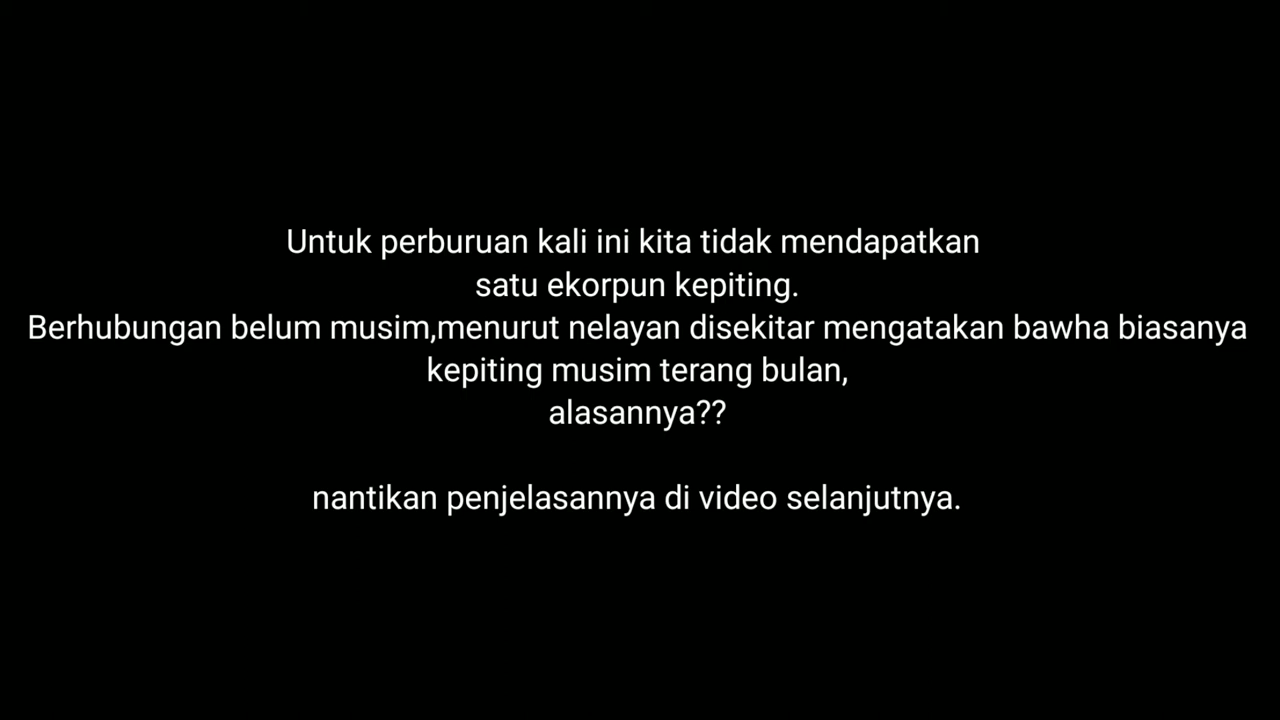 Untuk perburuan kali ini kita tidak mendapatkan
satu ekorpun kepiting.
Berhubungan belum musim,menurut nelayan disekitar mengatakan bawha biasanya
kepiting musim terang bulan,
alasannya??
nantikan penjelasannya di video selanjutnya.